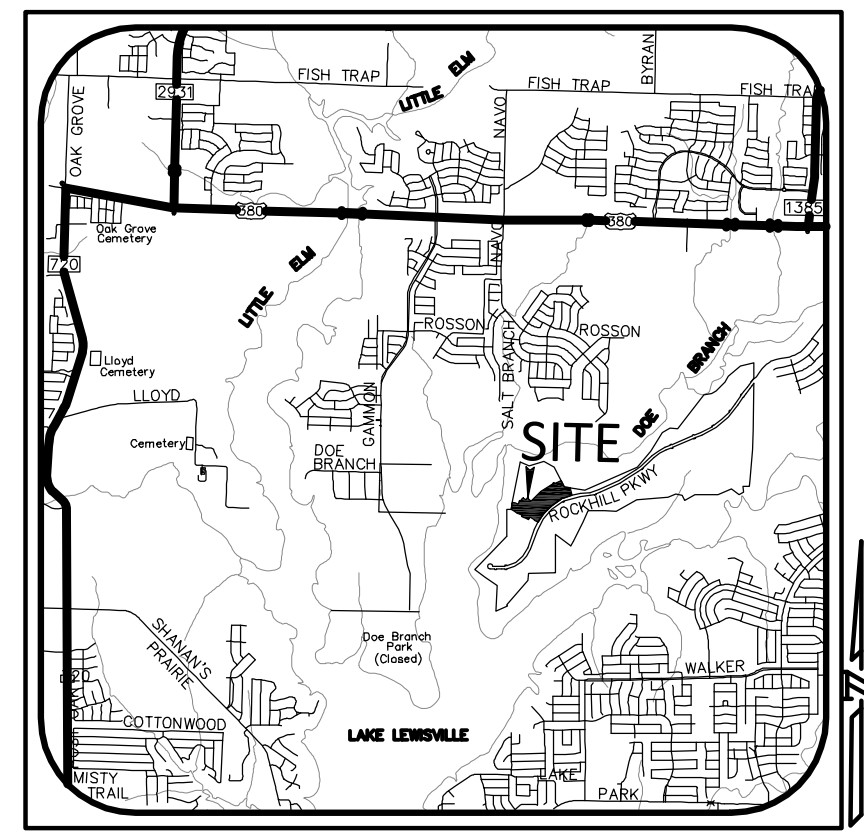 FISH TRAP
LITTLE ELM
FISH TRAP
BYRAN
FISH TRA
2931
OAK GROVE
NAVO
1385
380
380
Oak Grove
Cemetery
NAVO
720
LITTLE ELM
ROSSON
ROSSON
SALT BRANCH
DOE BRANCH
Lloyd
Cemetery
LLOYD
GAMMON
SITE
Cemetery
DOE
BRANCH
ROCKHILL PKWY
SHANAN'S
PRAIRIE
Doe Branch
Park
(Closed)
WALKER
COTTONWOOD
LAKE LEWISVILLE
MISTY
TRAIL
LAKE
PARK